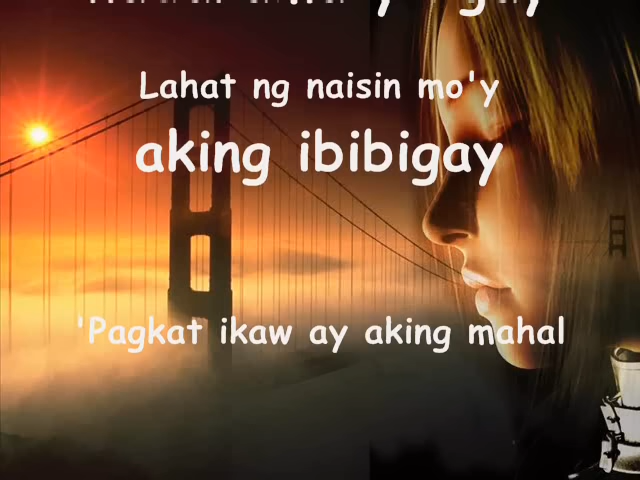 Lahat ng naisin mo'y
aking ibibigay
'Pagkat ikaw ay aking mahal